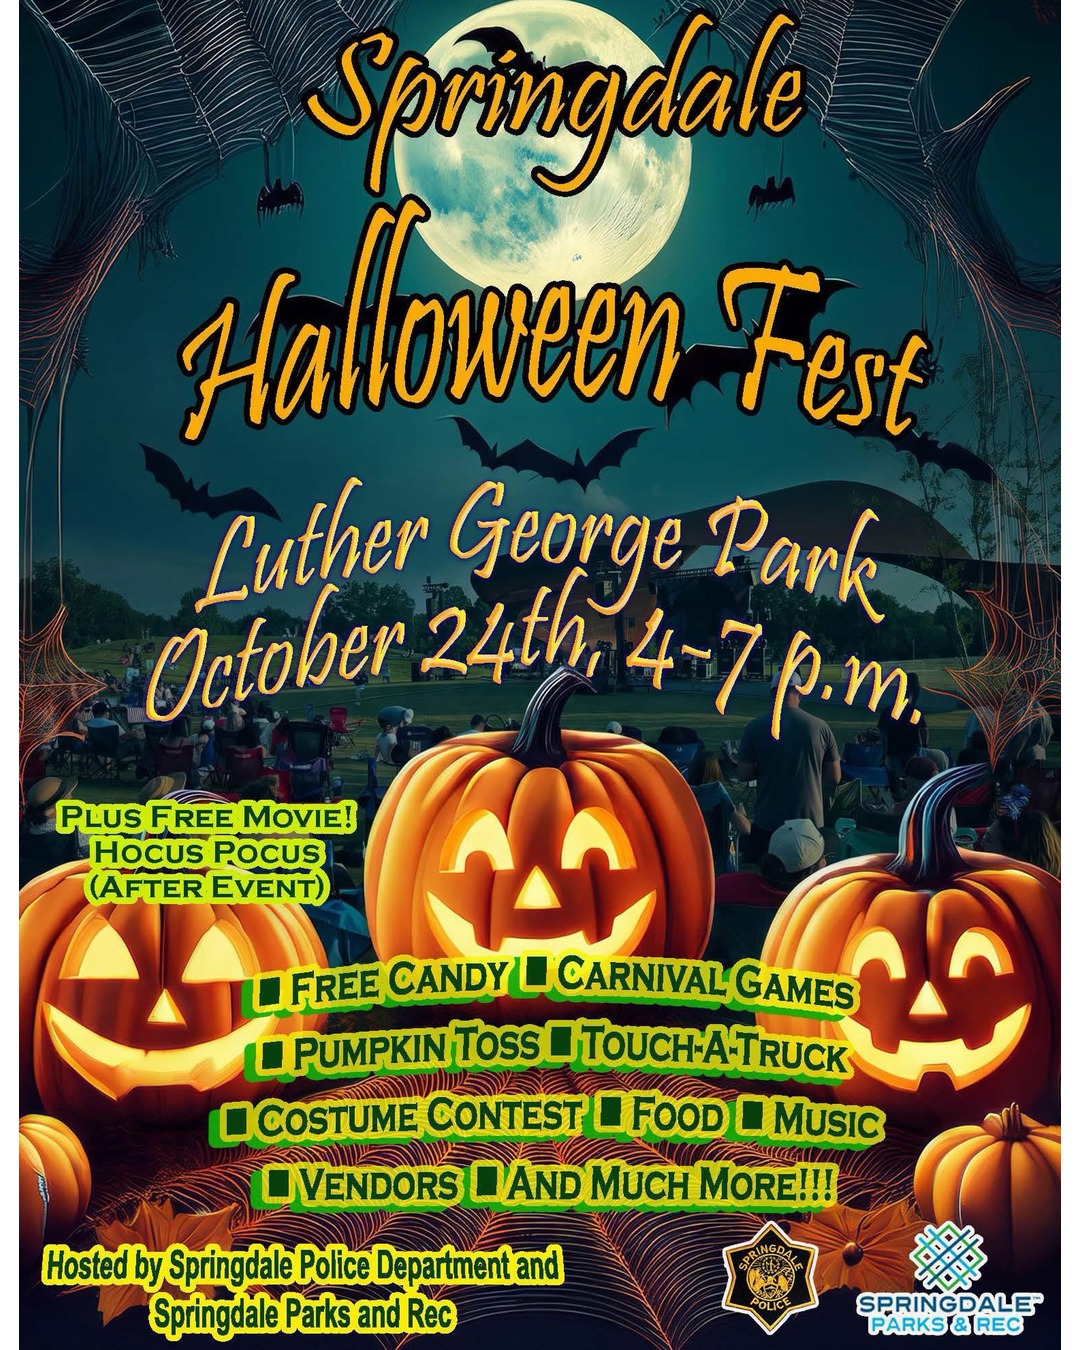 Springdale
Halloween Fest
Luther George Park
October 24th, 4-7 p.m.
PLUS FREE MOVIE!
HOCUS POCUS
(AFTER EVENT)
■ FREE CANDY ■ CARNIVAL GAMES
■ PUMPKIN TOSS ■ TOUCH-A-TRUCK
■ COSTUME CONTEST ■ FOOD ■ MUSIC
■ VENDORS ■ AND MUCH MORE!!!
Hosted by Springdale Police Department and
Springdale Parks and Rec
SPRINGDALE
POLICE
SPRINGDALE™
PARKS & REC